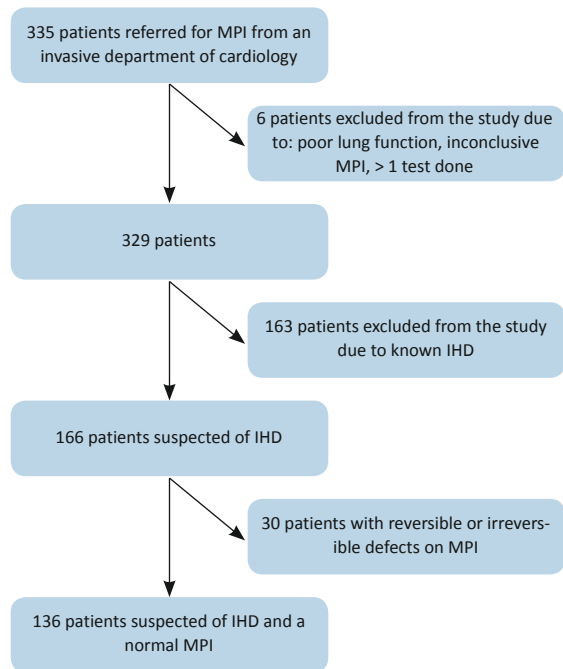 335 patients referred for MPI from an
invasive department of cardiology
6 patients excluded from the study due
to: poor lung function, inconclusive
MPI, > 1 test done
329 patients
163 patients excluded from the study
due to known IHD
166 patients suspected of IHD
30 patients with reversible or irrevers-
ible defects on MPI
136 patients suspected of IHD and a
normal MPI